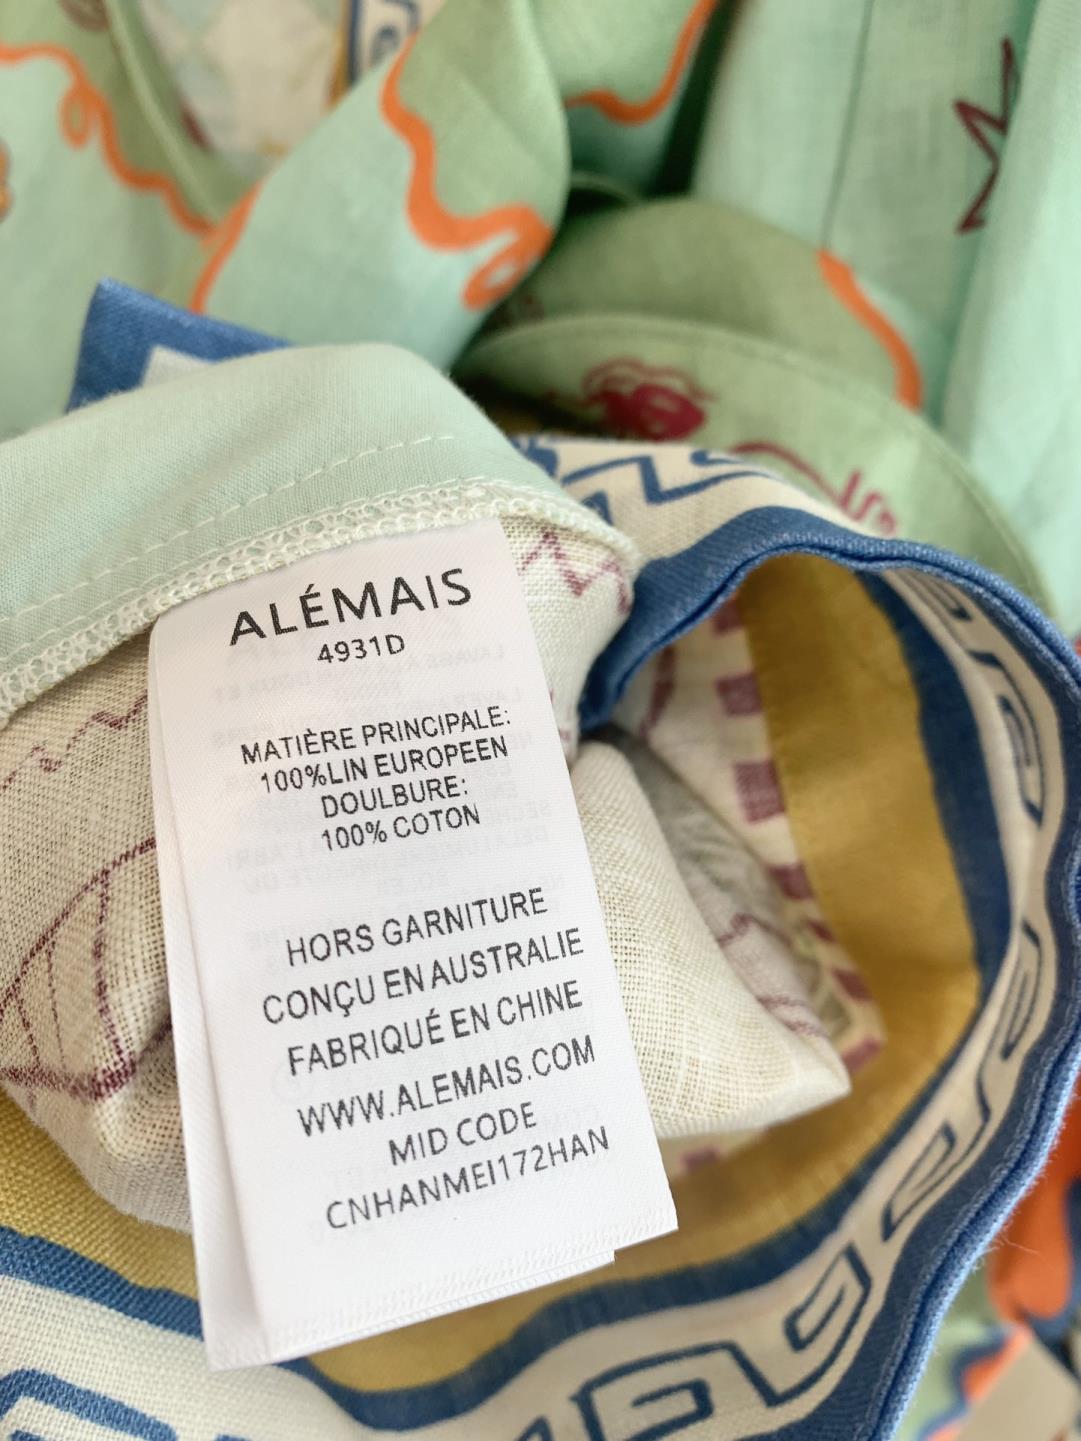 ALÉMAIS
4931D
MATIÈRE PRINCIPALE:
100%LIN EUROPEEN
DOULBURE:
100% COTON
HORS GARNITURE
CONÇU EN AUSTRALIE
FABRIQUÉ EN CHINE
WWW.ALEMAIS.COM
MID CODE
CNHANMEI172HAN